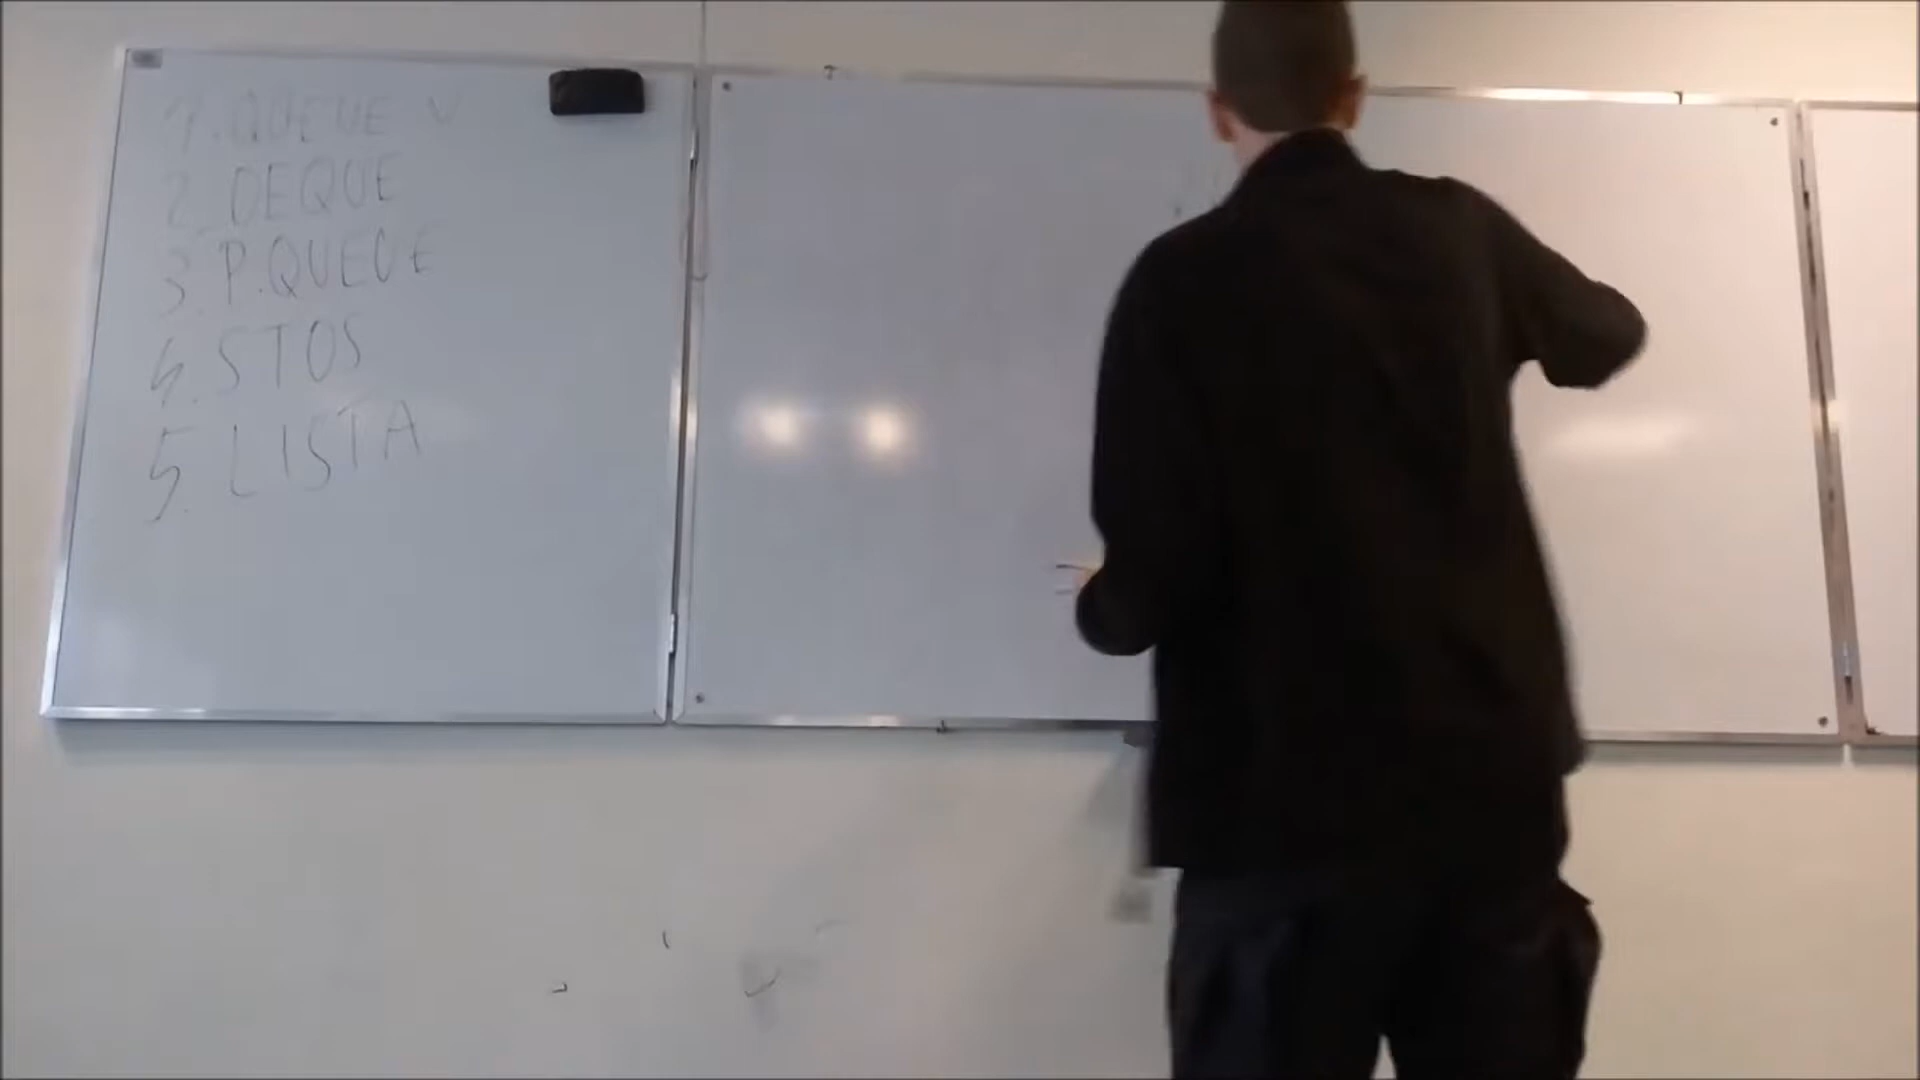 1. QUEUE V
2. DEQUE
3. P.QUEUE
4. STOS
5. LISTA